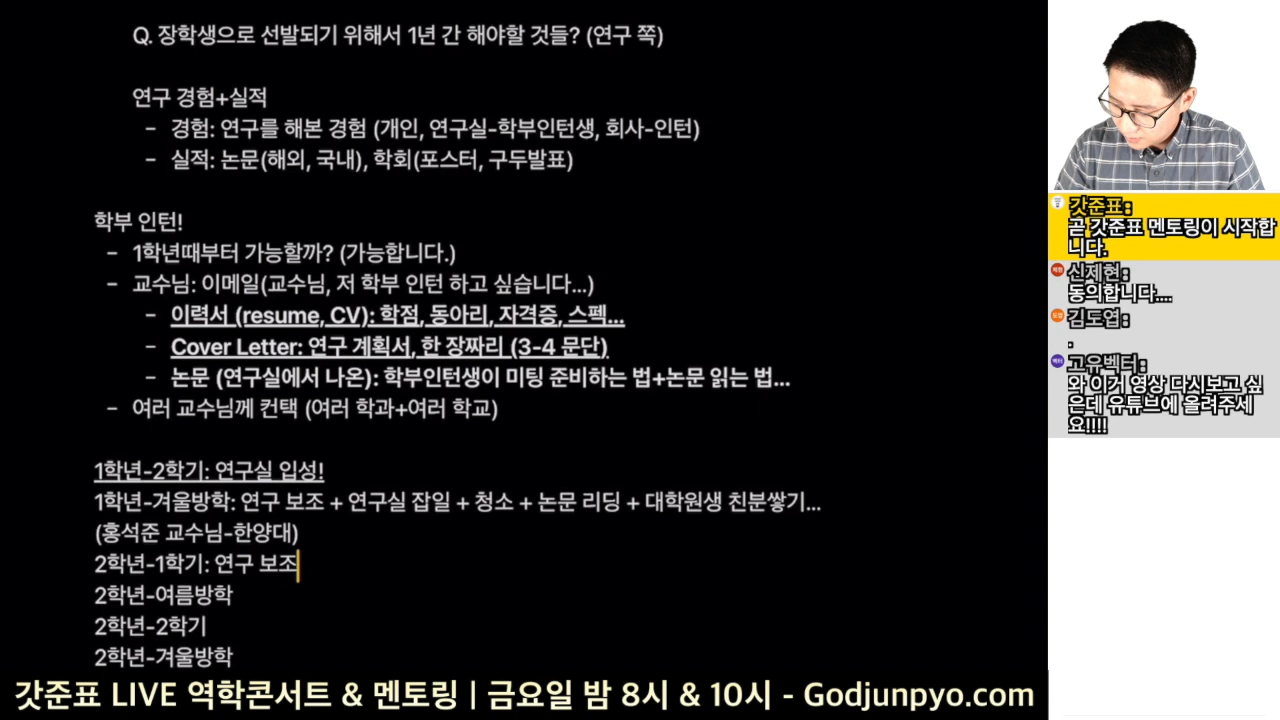 Q. 장학생으로 선발되기 위해서 1년 간 해야할 것들? (연구 쪽)
연구 경험+실적
- 경험: 연구를 해본 경험 (개인, 연구실-학부인턴생, 회사-인턴)
- 실적: 논문(해외, 국내), 학회(포스터, 구두발표)
학부 인턴!
- 1학년때부터 가능할까? (가능합니다.)
- 교수님: 이메일(교수님, 저 학부 인턴 하고 싶습니다...)
- 이력서 (resume, CV): 학점, 동아리, 자격증, 스펙...
- Cover Letter: 연구 계획서, 한 장짜리 (3-4 문단)
- 논문 (연구실에서 나온): 학부인턴생이 미팅 준비하는 법+논문 읽는 법...
- 여러 교수님께 컨택 (여러 학과+여러 학교)
1학년-2학기: 연구실 입성!
1학년-겨울방학: 연구 보조 + 연구실 잡일 + 청소 + 논문 리딩 + 대학원생 친분쌓기...
(홍석준 교수님-한양대)
2학년-1학기: 연구 보조
2학년-여름방학
2학년-2학기
2학년-겨울방학
갓준표 LIVE 역학콘서트 & 멘토링 | 금요일 밤 8시 & 10시 - Godjunpyo.com
갓준표:
곧 갓준표 멘토링이 시작합
니다.
신제현:
동의합니다....
김도엽:
.
고유벡터:
와 이거 영상 다시보고 싶
은데 유튜브에 올려주세
요!!!!